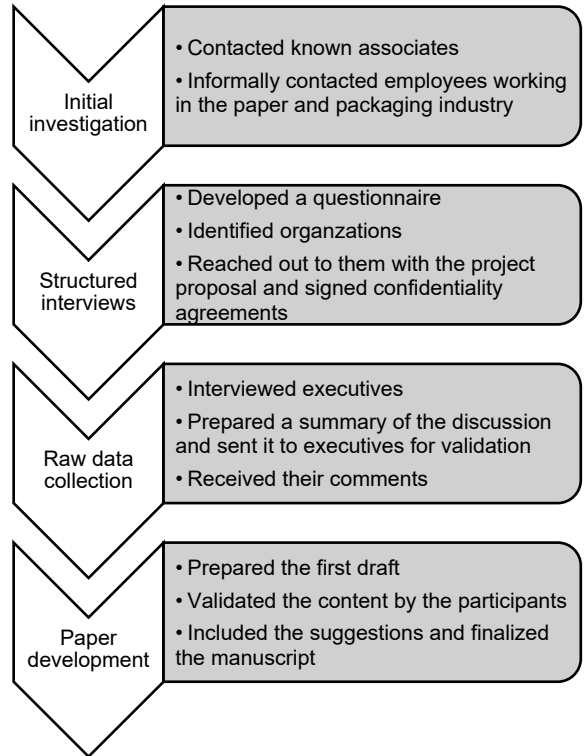 Initial
investigation
• Contacted known associates
• Informally contacted employees working
in the paper and packaging industry
Structured
interviews
• Developed a questionnaire
• Identified organzations
• Reached out to them with the project
proposal and signed confidentiality
agreements
Raw data
collection
• Interviewed executives
• Prepared a summary of the discussion
and sent it to executives for validation
• Received their comments
Paper
development
• Prepared the first draft
• Validated the content by the participants
• Included the suggestions and finalized
the manuscript